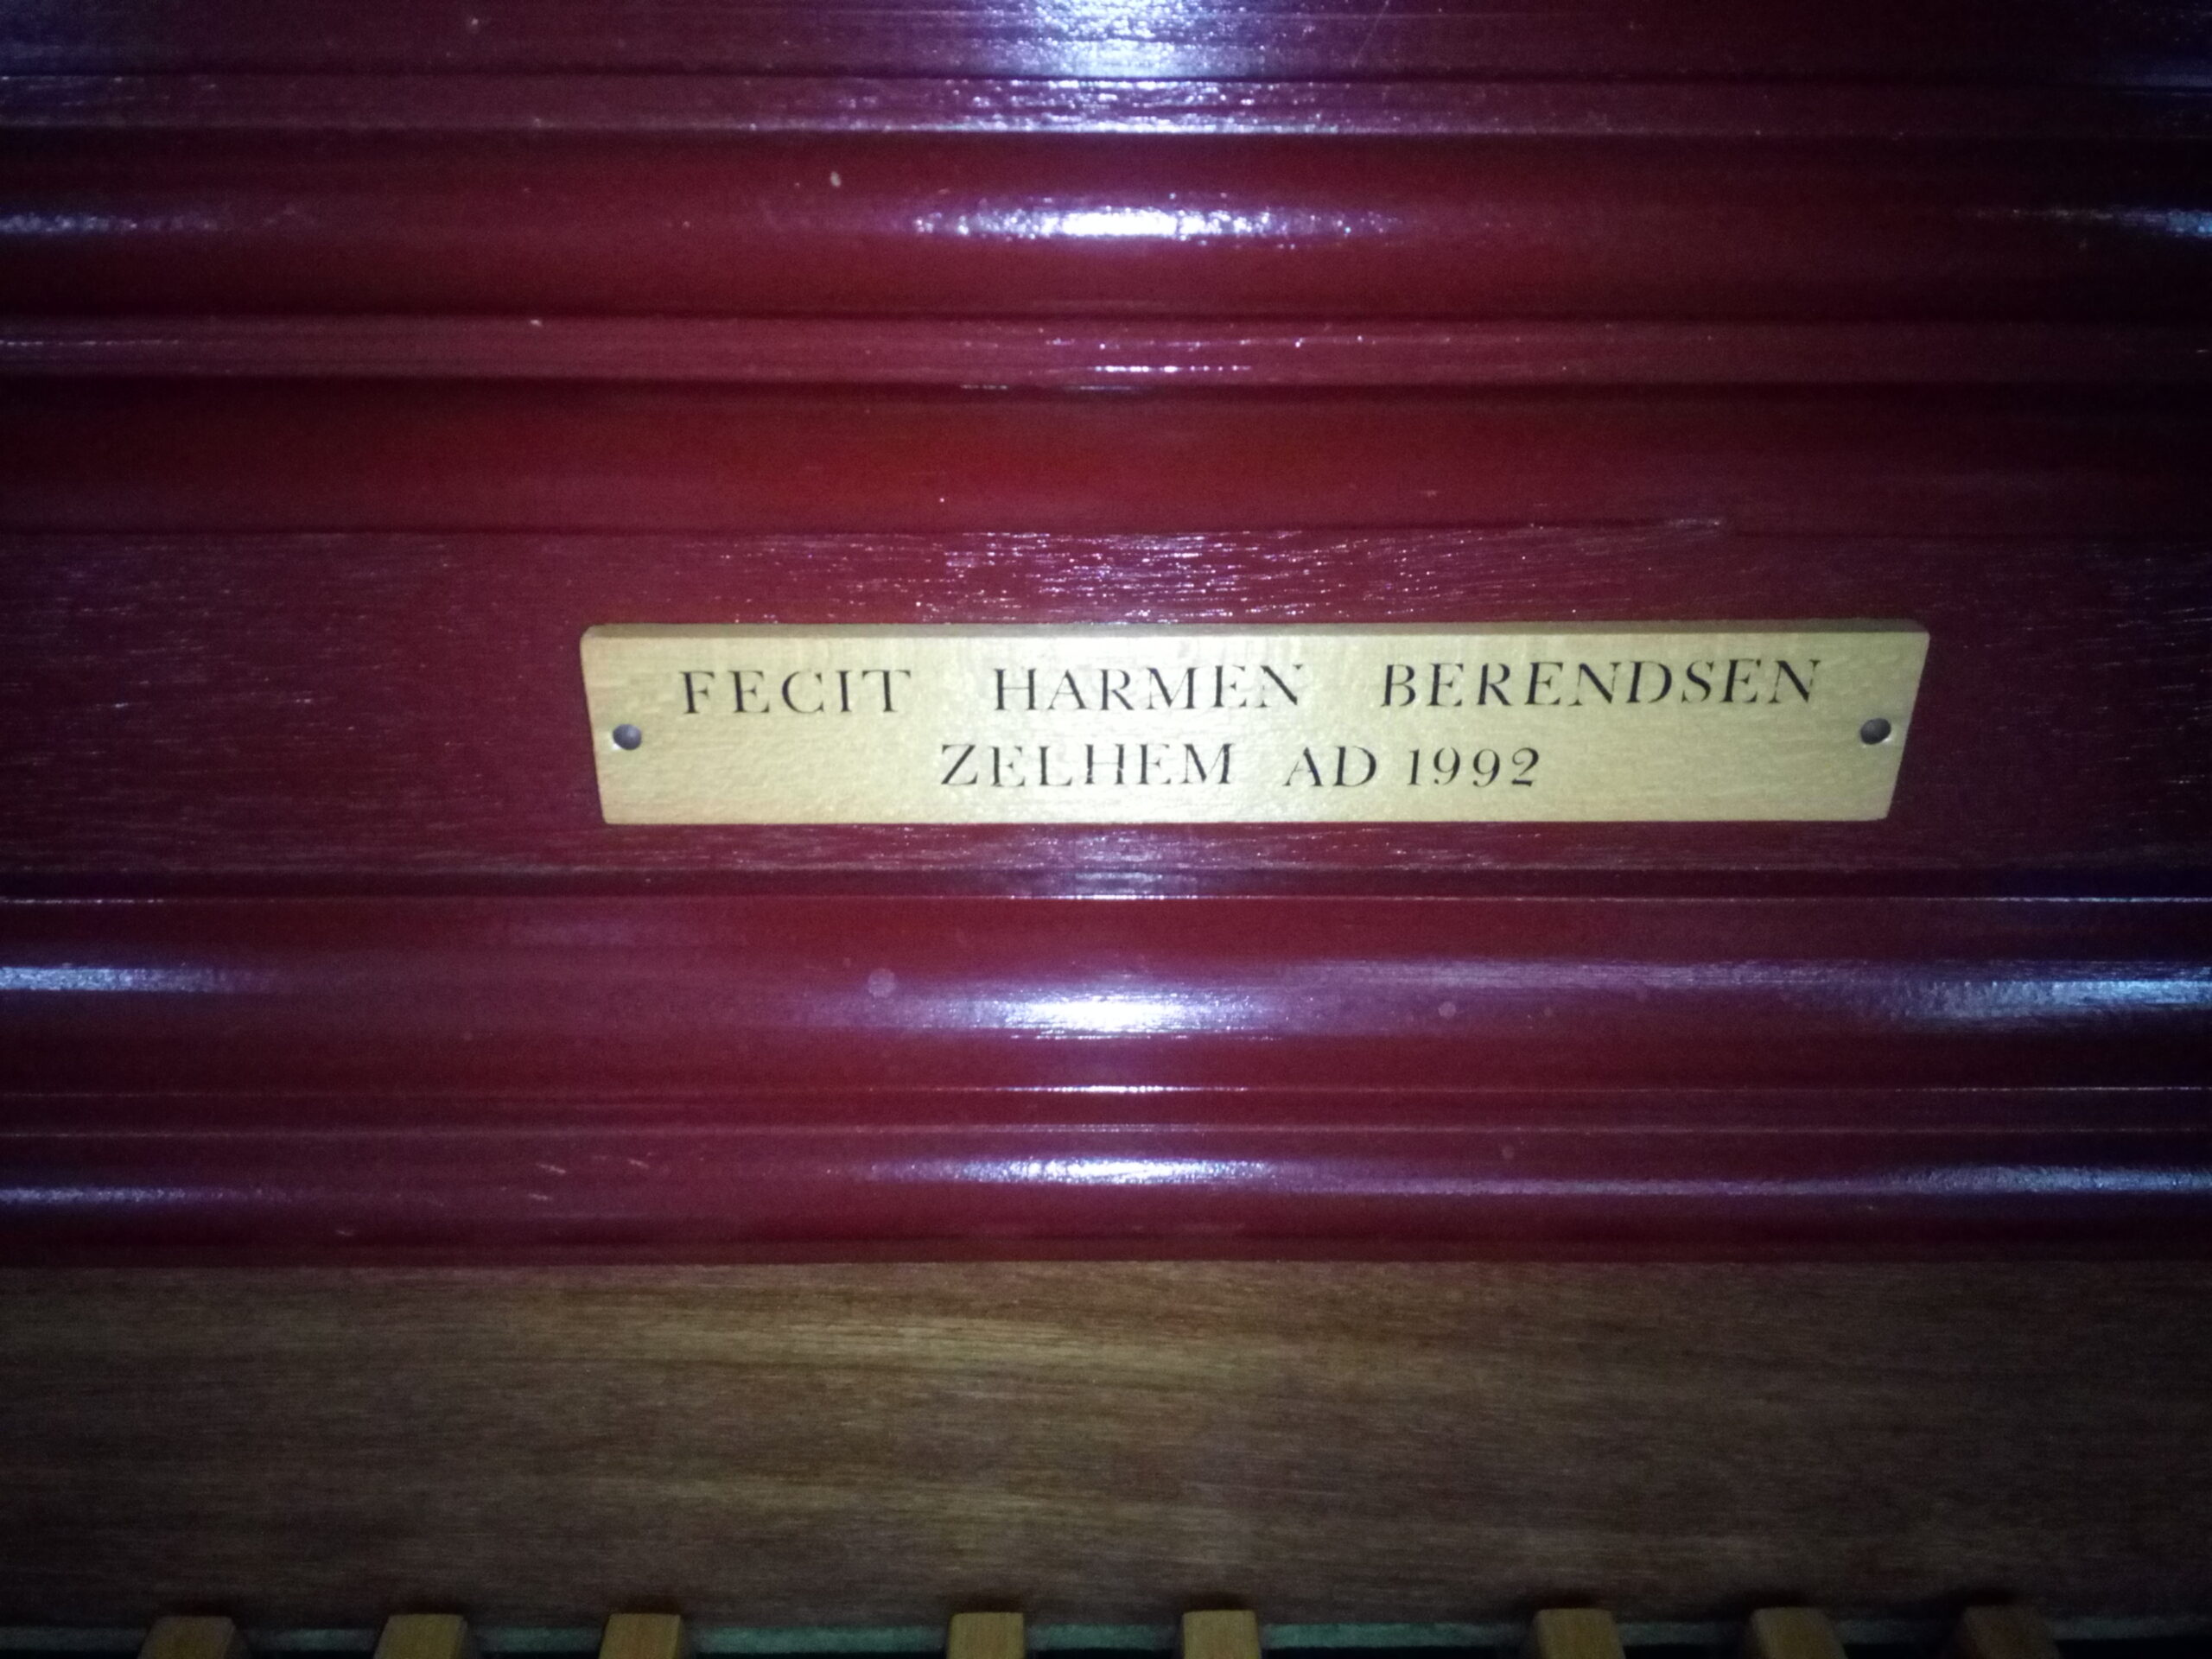 FECIT HARMEN BERENDSEN
ZELHEM AD 1992